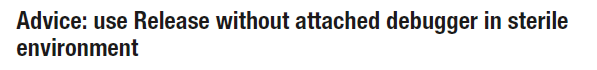 Advice: use Release without attached debugger in sterile
environment